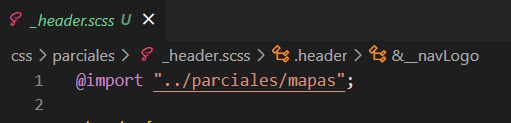 _header.scss U ×
css > parciales > _header.scss > .header > &__navLogo
1 @import "../parciales/mapas";
2